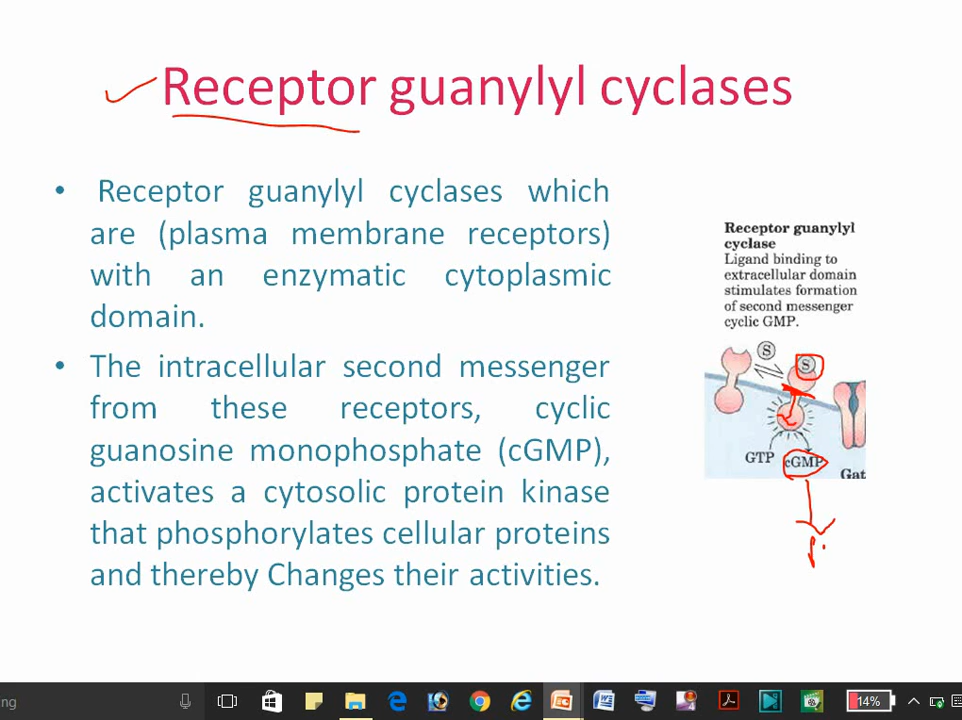 Receptor guanylyl cyclases
• Receptor guanylyl cyclases which
are (plasma membrane receptors)
with an enzymatic cytoplasmic
domain.
• The intracellular second messenger
from these receptors, cyclic
guanosine monophosphate (cGMP),
activates a cytosolic protein kinase
that phosphorylates cellular proteins
and thereby Changes their activities.
Receptor guanylyl
cyclase
Ligand binding to
extracellular domain
stimulates formation
of second messenger
cyclic GMP.
S
S
GTP cGMP
Gat
ng
14%